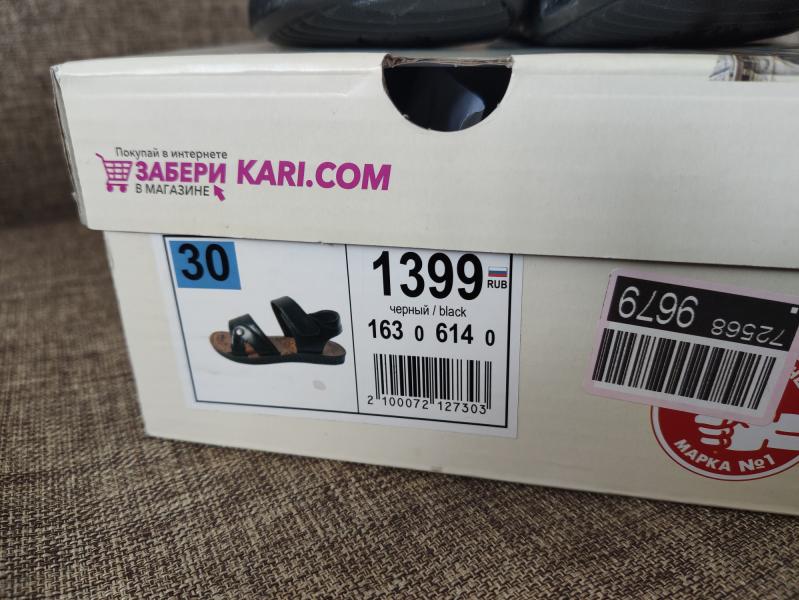 Покупай в интернете
ЗАБЕРИ
В МАГАЗИНЕ
KARI.COM
30
1399
RUB
черный / black
163 0 614 0
2 100072 127303
72568 9679
МАРКА №1